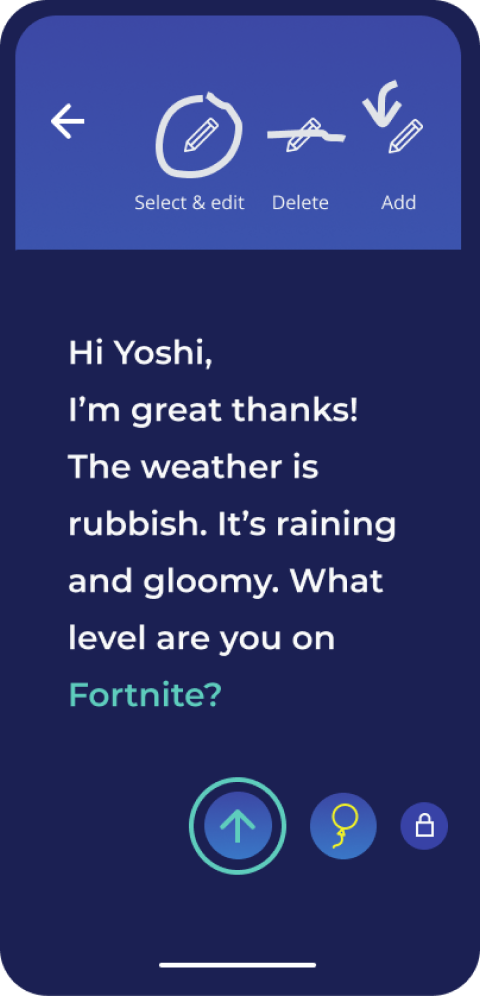 Select & edit
Delete
Add
Hi Yoshi,
I’m great thanks!
The weather is
rubbish. It’s raining
and gloomy. What
level are you on
Fortnite?